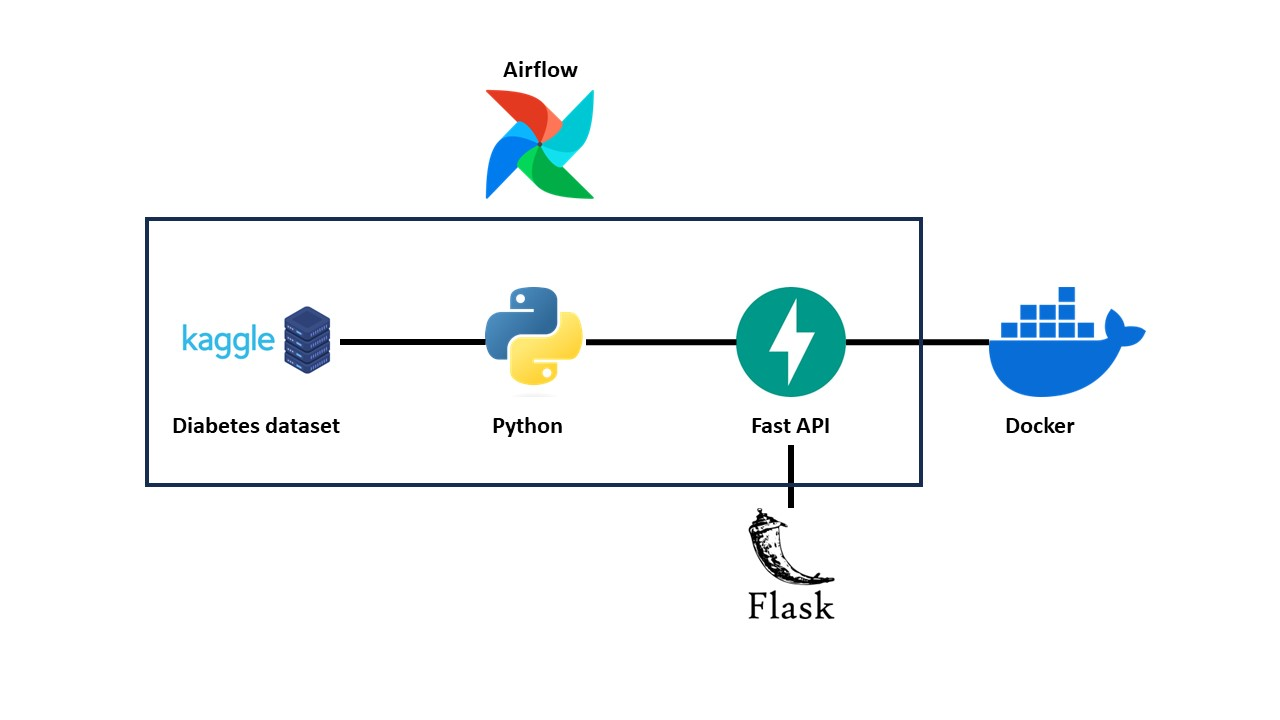 Airflow
kaggle
Diabetes dataset
Python
Fast API
Docker
Flask